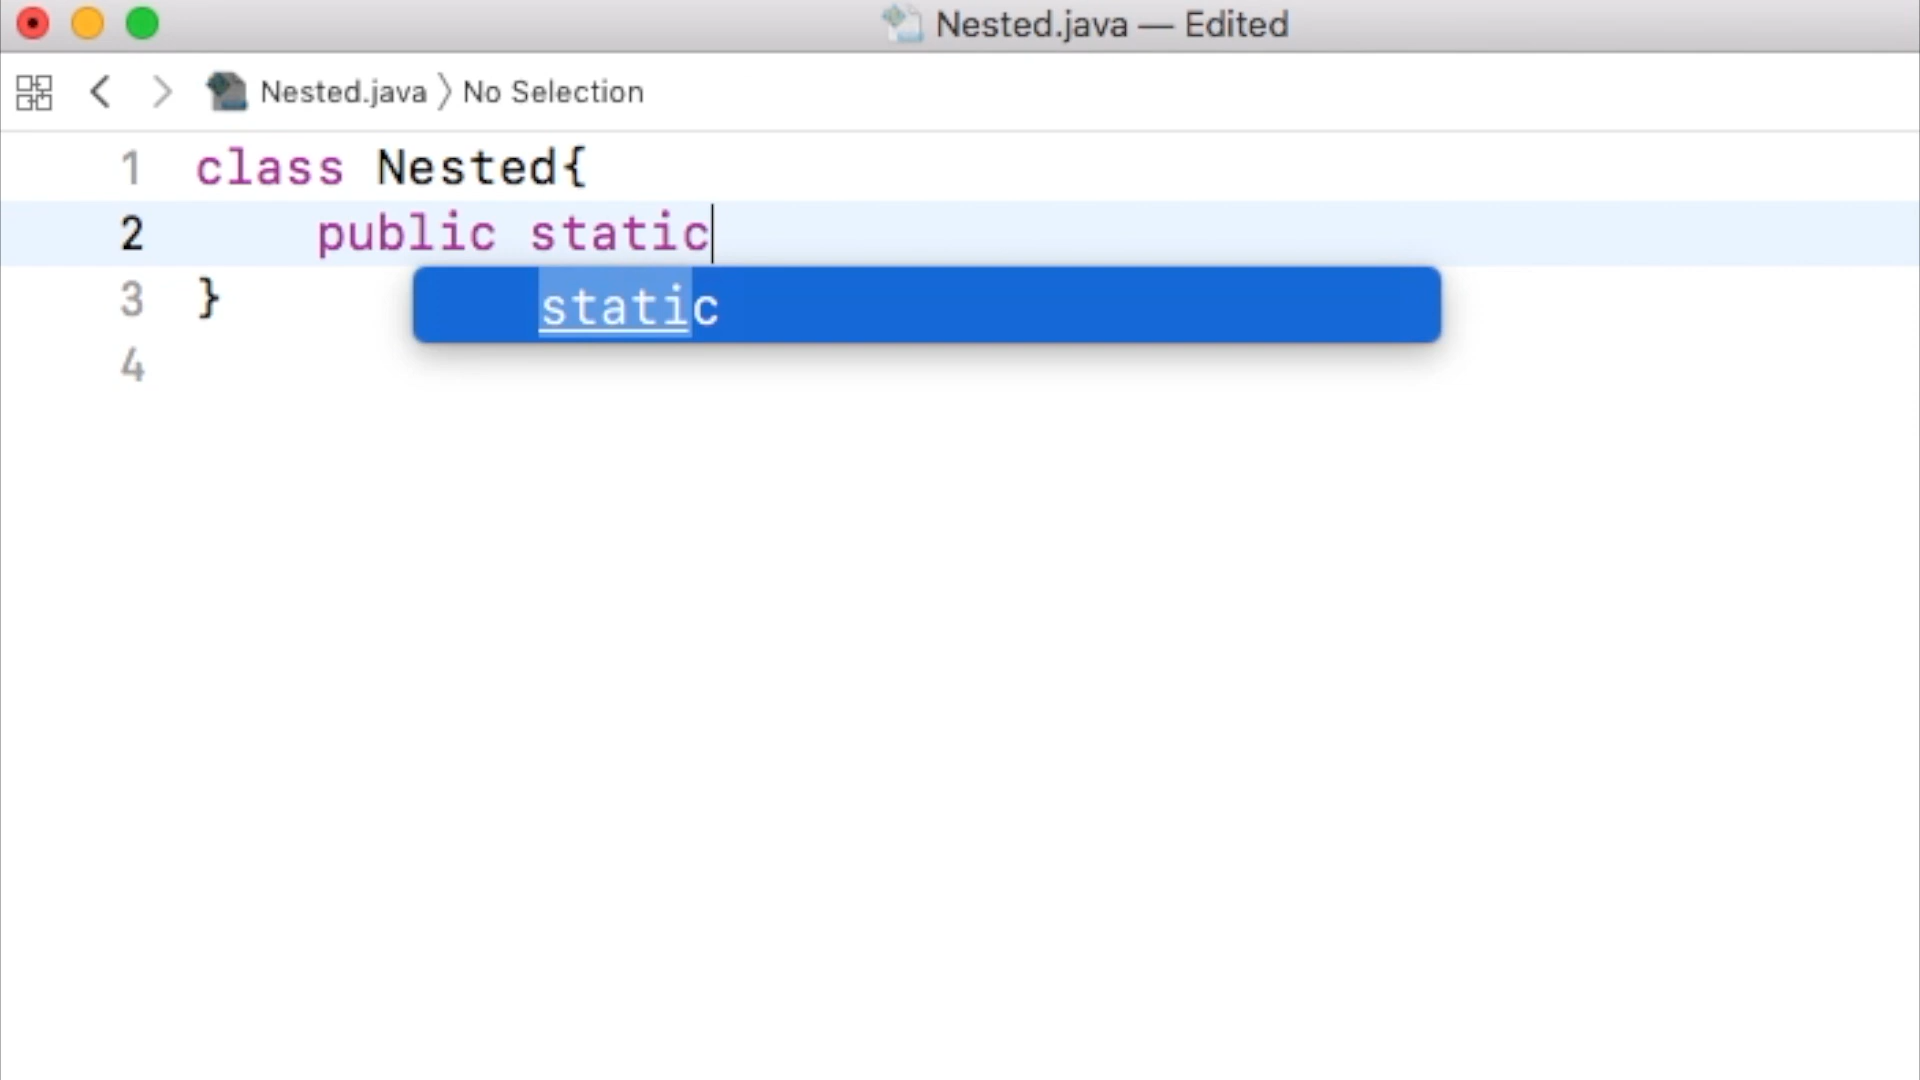 Nested.java — Edited
Nested.java 〉 No Selection
1 class Nested{
2 public static
static
3 }
4